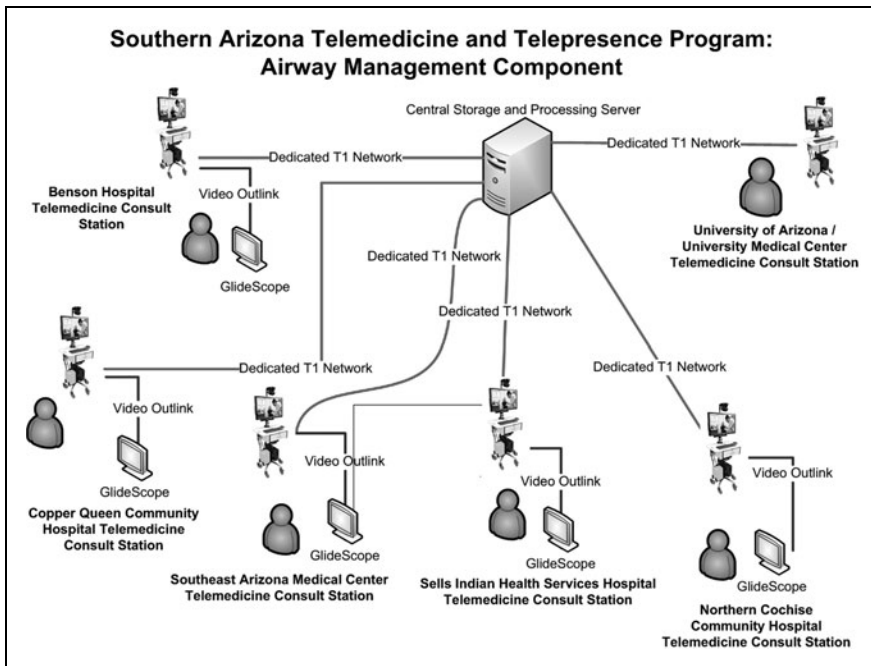 Southern Arizona Telemedicine and Telepresence Program:
Airway Management Component
Central Storage and Processing Server
Dedicated T1 Network
Dedicated T1 Network
Benson Hospital
Telemedicine Consult
Station
Video Outlink
GlideScope
University of Arizona /
University Medical Center
Telemedicine Consult Station
Dedicated T1 Network
Dedicated T1 Network
Dedicated T1 Network
Dedicated T1 Network
Video Outlink
GlideScope
Copper Queen Community
Hospital Telemedicine
Consult Station
Video Outlink
GlideScope
Southeast Arizona Medical Center
Telemedicine Consult Station
Video Outlink
GlideScope
Sells Indian Health Services Hospital
Telemedicine Consult Station
Video Outlink
GlideScope
Northern Cochise
Community Hospital
Telemedicine Consult Station